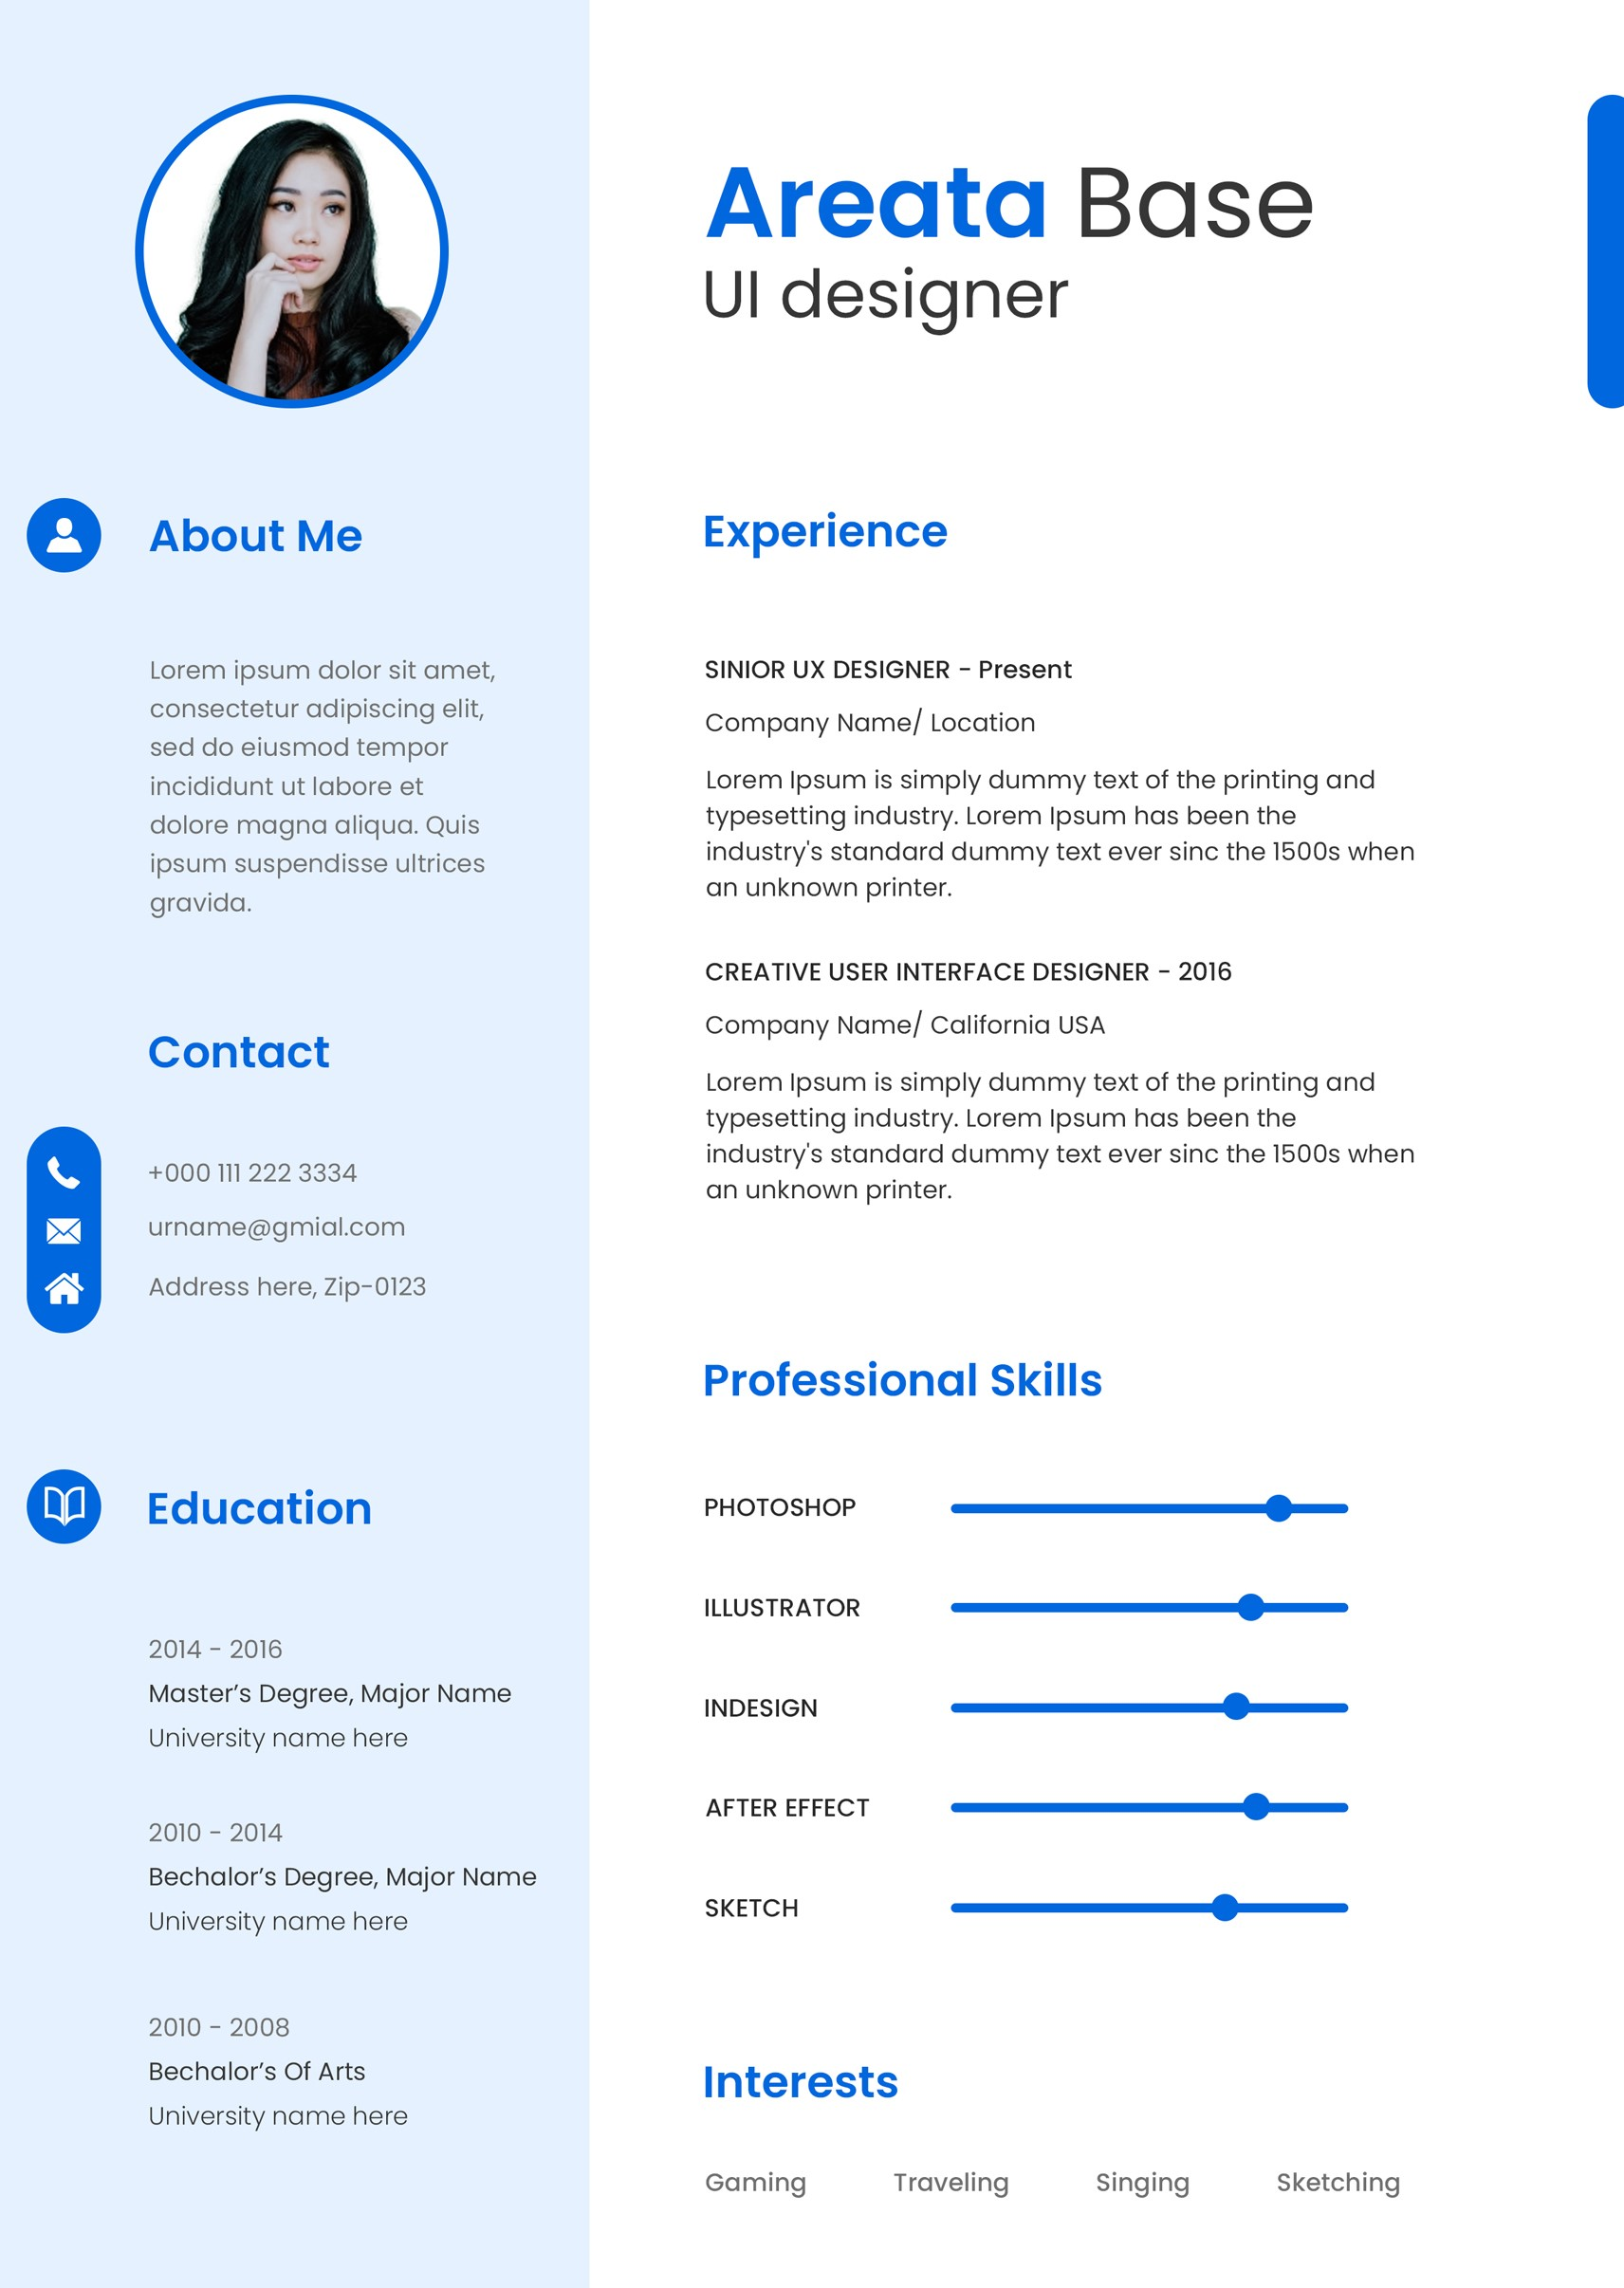 Areata Base
UI designer
About Me
Lorem ipsum dolor sit amet,
consectetur adipiscing elit,
sed do eiusmod tempor
incididunt ut labore et
dolore magna aliqua. Quis
ipsum suspendisse ultrices
gravida.
Contact
+000 111 222 3334
urname@gmial.com
Address here, Zip-0123
Education
2014 - 2016
Master’s Degree, Major Name
University name here
2010 - 2014
Bechalor’s Degree, Major Name
University name here
2010 - 2008
Bechalor’s Of Arts
University name here
Experience
SINIOR UX DESIGNER - Present
Company Name/ Location
Lorem Ipsum is simply dummy text of the printing and
typesetting industry. Lorem Ipsum has been the
industry's standard dummy text ever sinc the 1500s when
an unknown printer.
CREATIVE USER INTERFACE DESIGNER - 2016
Company Name/ California USA
Lorem Ipsum is simply dummy text of the printing and
typesetting industry. Lorem Ipsum has been the
industry's standard dummy text ever sinc the 1500s when
an unknown printer.
Professional Skills
PHOTOSHOP
ILLUSTRATOR
INDESIGN
AFTER EFFECT
SKETCH
Interests
Gaming Traveling Singing Sketching